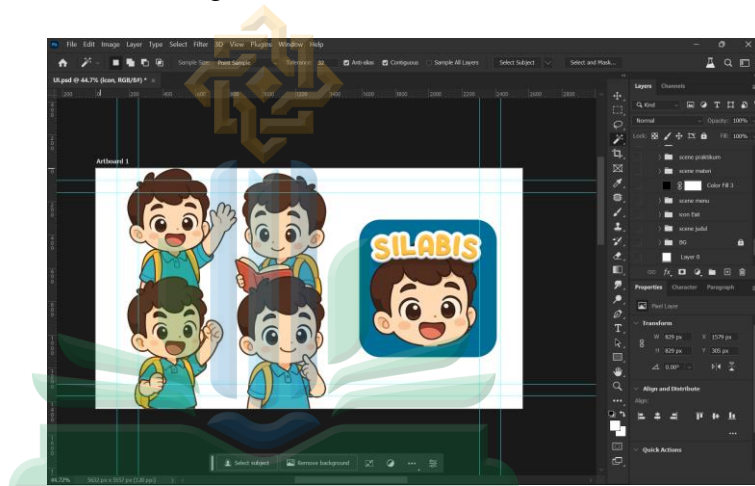 Ps File Edit Image Layer Type Select Filter 3D View Plugins Window Help
Sample Size: Point Sample Tolerance: 32 Anti-alias Contiguous Sample All Layers Select Subject Select and Mask...
UI.psd @ 44.7% (icon, RGB/8#) *
Artboard 1
SILABIS
Select subject Remove background
44.72%
Layers Channels
Kind
Normal Opacity: 100%
Lock: Fill: 100%
scene praktikum
scene materi
Color Fill 3
scene menu
icon Exit
scene judul
BG
Layer 0
Properties Character Paragraph
Pixel Layer
Transform
W 829 px X 1579 px
H 829 px Y 305 px
0.00°
Align and Distribute
Align:
Quick Actions